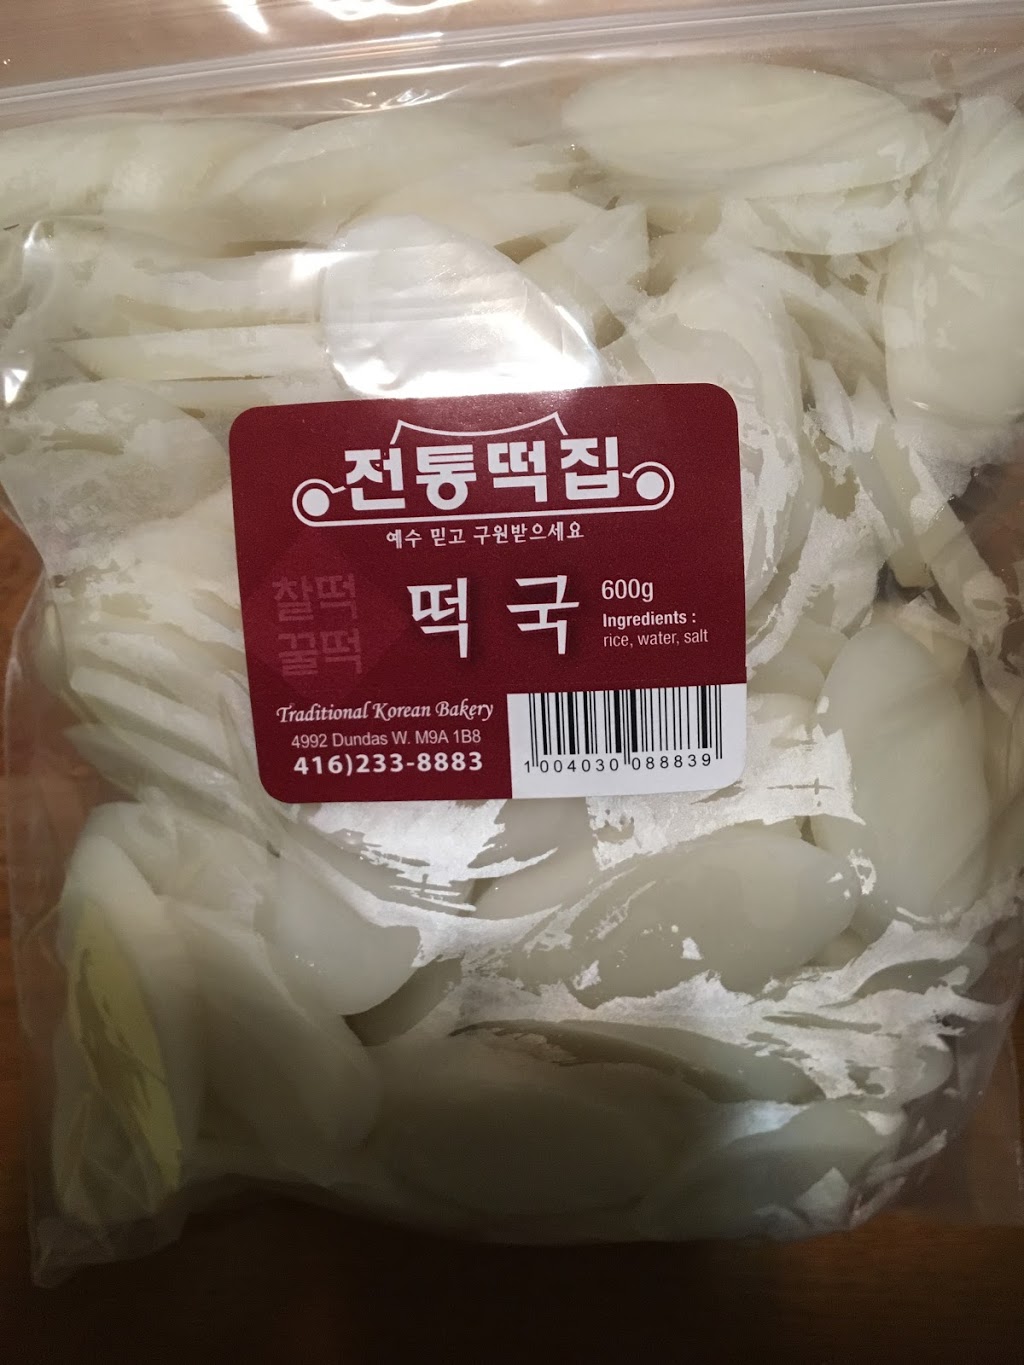 전통떡집
예수 믿고 구원받으세요
찰떡
꿀떡
떡국
600g
Ingredients :
rice, water, salt
Traditional Korean Bakery
4992 Dundas W. M9A 1B8
416)233-8883
1 004030 088839